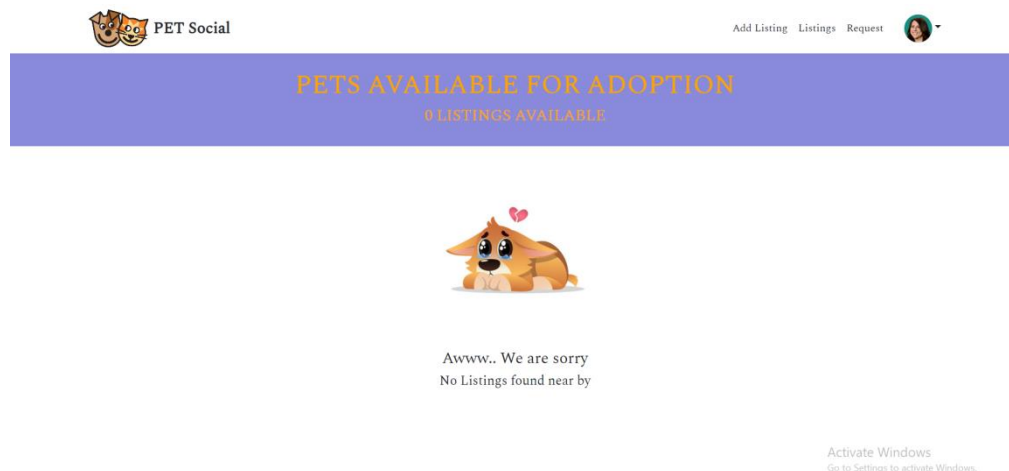 PET Social
Add Listing Listings Request
PETS AVAILABLE FOR ADOPTION
0 LISTINGS AVAILABLE
Awww.. We are sorry
No Listings found near by
Activate Windows
Go to Settings to activate Windows.